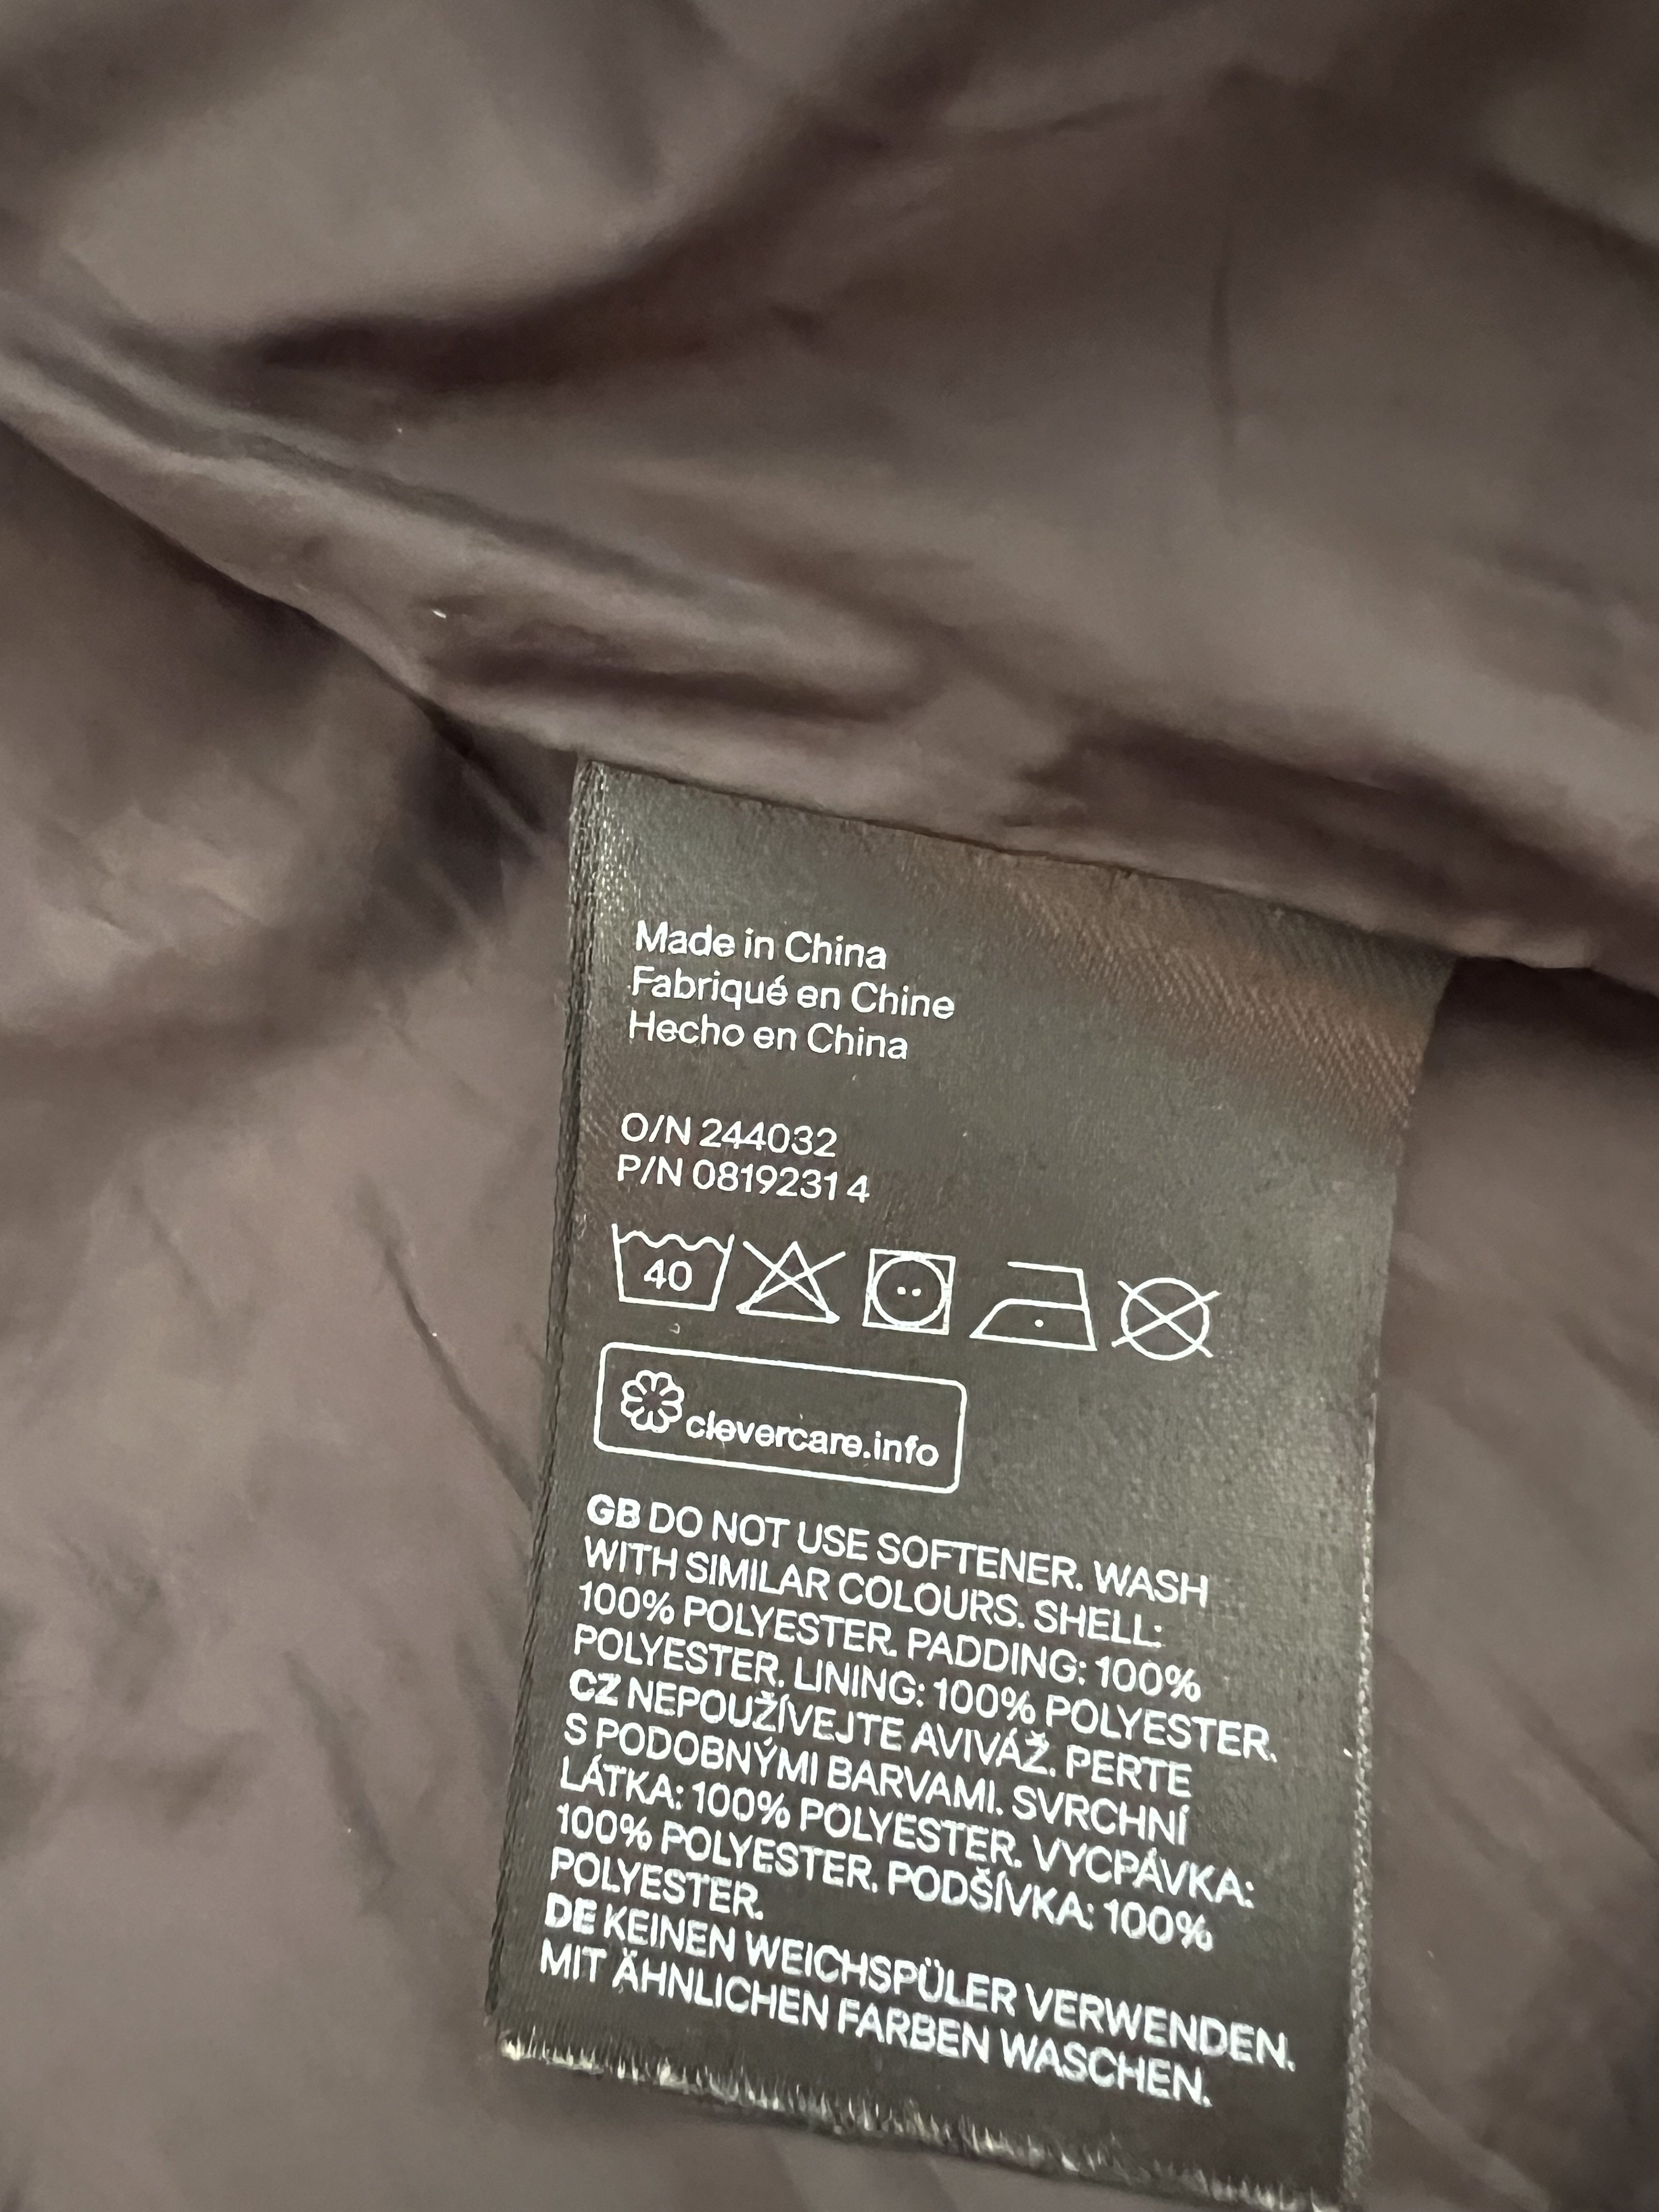 Made in China
Fabriqué en Chine
Hecho en China
O/N 244032
P/N 08192314
40
clevercare.info
GB DO NOT USE SOFTENER. WASH
WITH SIMILAR COLOURS. SHELL:
100% POLYESTER. PADDING: 100%
POLYESTER. LINING: 100% POLYESTER.
CZ NEPOUŽÍVEJTE AVIVÁŽ. PERTE
S PODOBNÝMI BARVAMI. SVRCHNÍ
LÁTKA: 100% POLYESTER. VYCPÁVKA:
100% POLYESTER. PODŠÍVKA: 100%
POLYESTER.
DE KEINEN WEICHSPÜLER VERWENDEN.
MIT ÄHNLICHEN FARBEN WASCHEN.